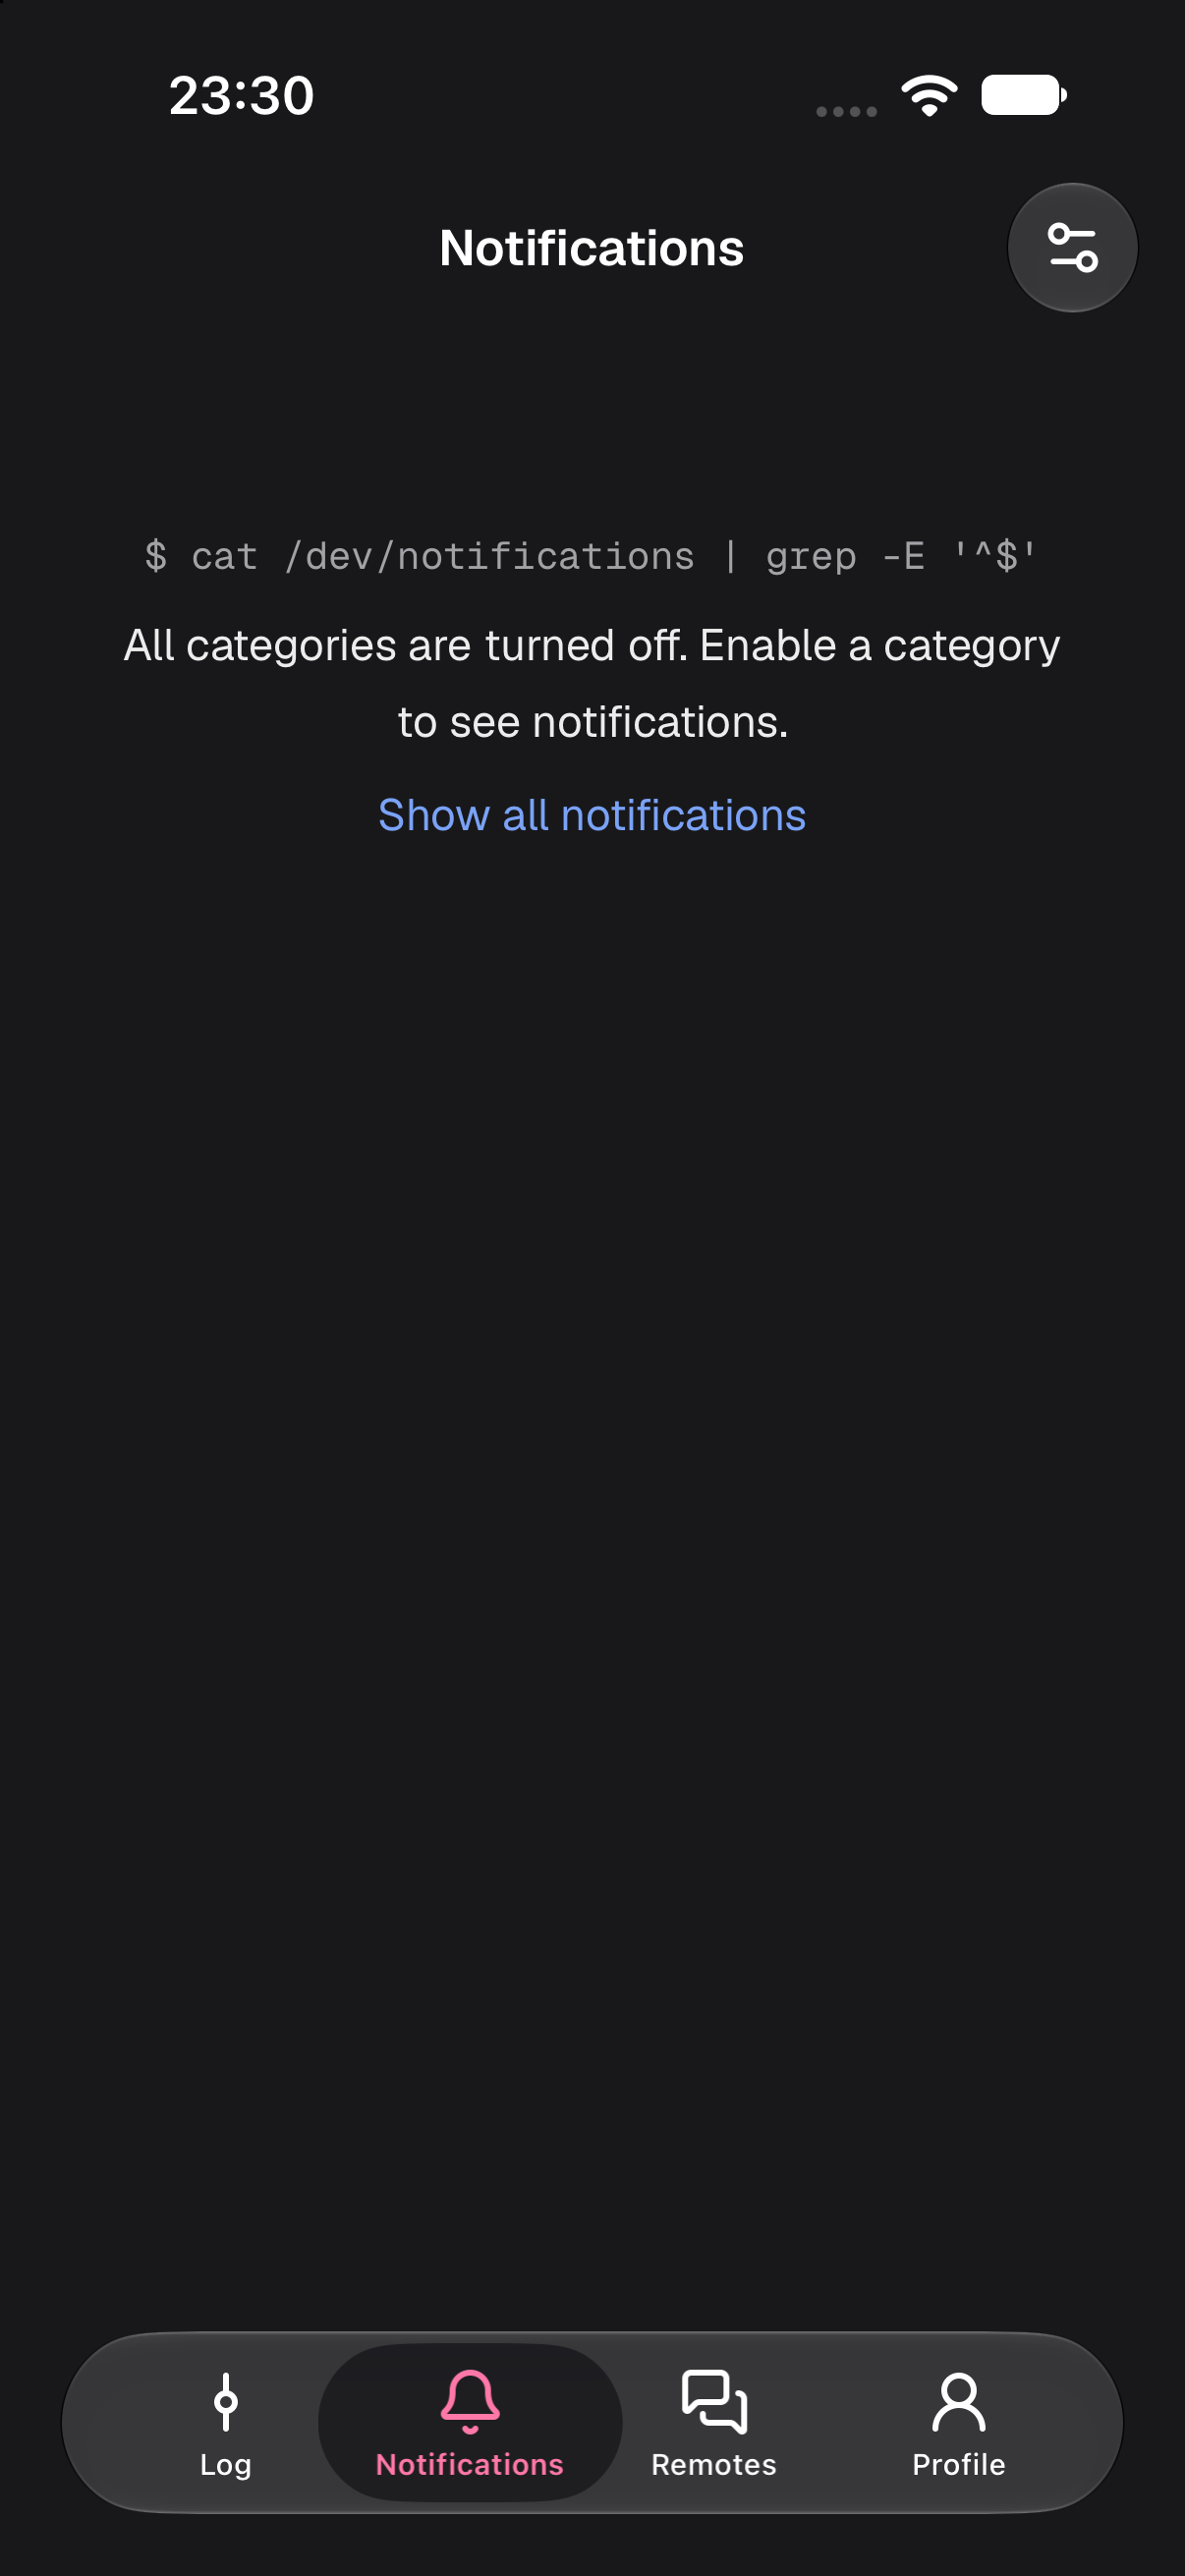 23:30
Notifications
$ cat /dev/notifications | grep -E '^$'
All categories are turned off. Enable a category
to see notifications.
Show all notifications
Log
Notifications
Remotes
Profile